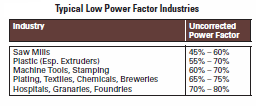 Typical Low Power Factor Industries
Industry Uncorrected Power Factor
Saw Mills 45% – 60%
Plastic (Esp. Extruders) 55% – 70%
Machine Tools, Stamping 60% – 70%
Plating, Textiles, Chemicals, Breweries 65% – 75%
Hospitals, Granaries, Foundries 70% – 80%